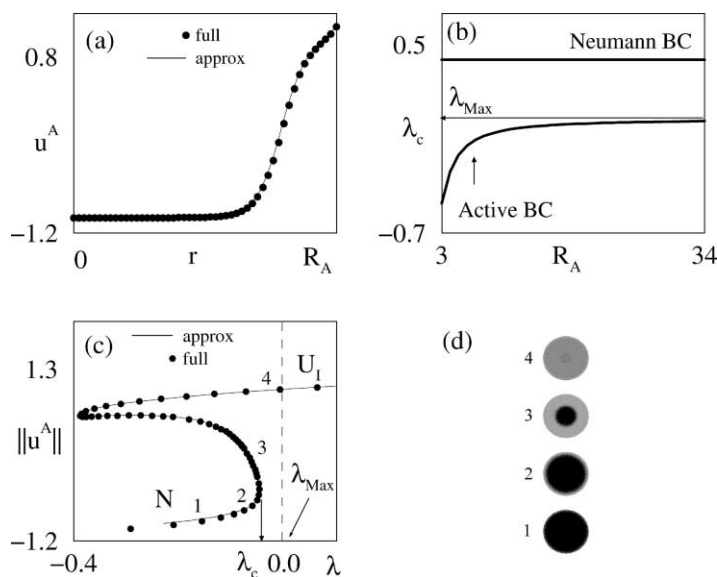 (a)
full
approx
0.8
u^A
−1.2
0
r
R_A
(b)
0.5
Neumann BC
λ_Max
λ_c
Active BC
−0.7
3
R_A
34
(c)
approx
full
1.3
4
U_I
||u^A||
3
λ_Max
N
1
2
−1.2
−0.4
λ_c
0.0
λ
(d)
4
3
2
1